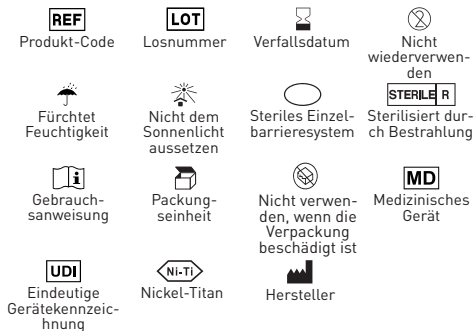 REF
Produkt-Code
LOT
Losnummer
Verfallsdatum
2
Nicht
wiederverwen-
den
Fürchtet
Feuchtigkeit
Nicht dem
Sonnenlicht
aussetzen
Steriles Einzel-
barrieresystem
STERILE R
Sterilisiert dur-
ch Bestrahlung
i
Gebrauch-
sanweisung
Packung-
seinheit
Nicht verwen-
den, wenn die
Verpackung
beschädigt ist
MD
Medizinisches
Gerät
UDI
Eindeutige
Gerätekennzeic-
hnung
Ni-Ti
Nickel-Titan
Hersteller